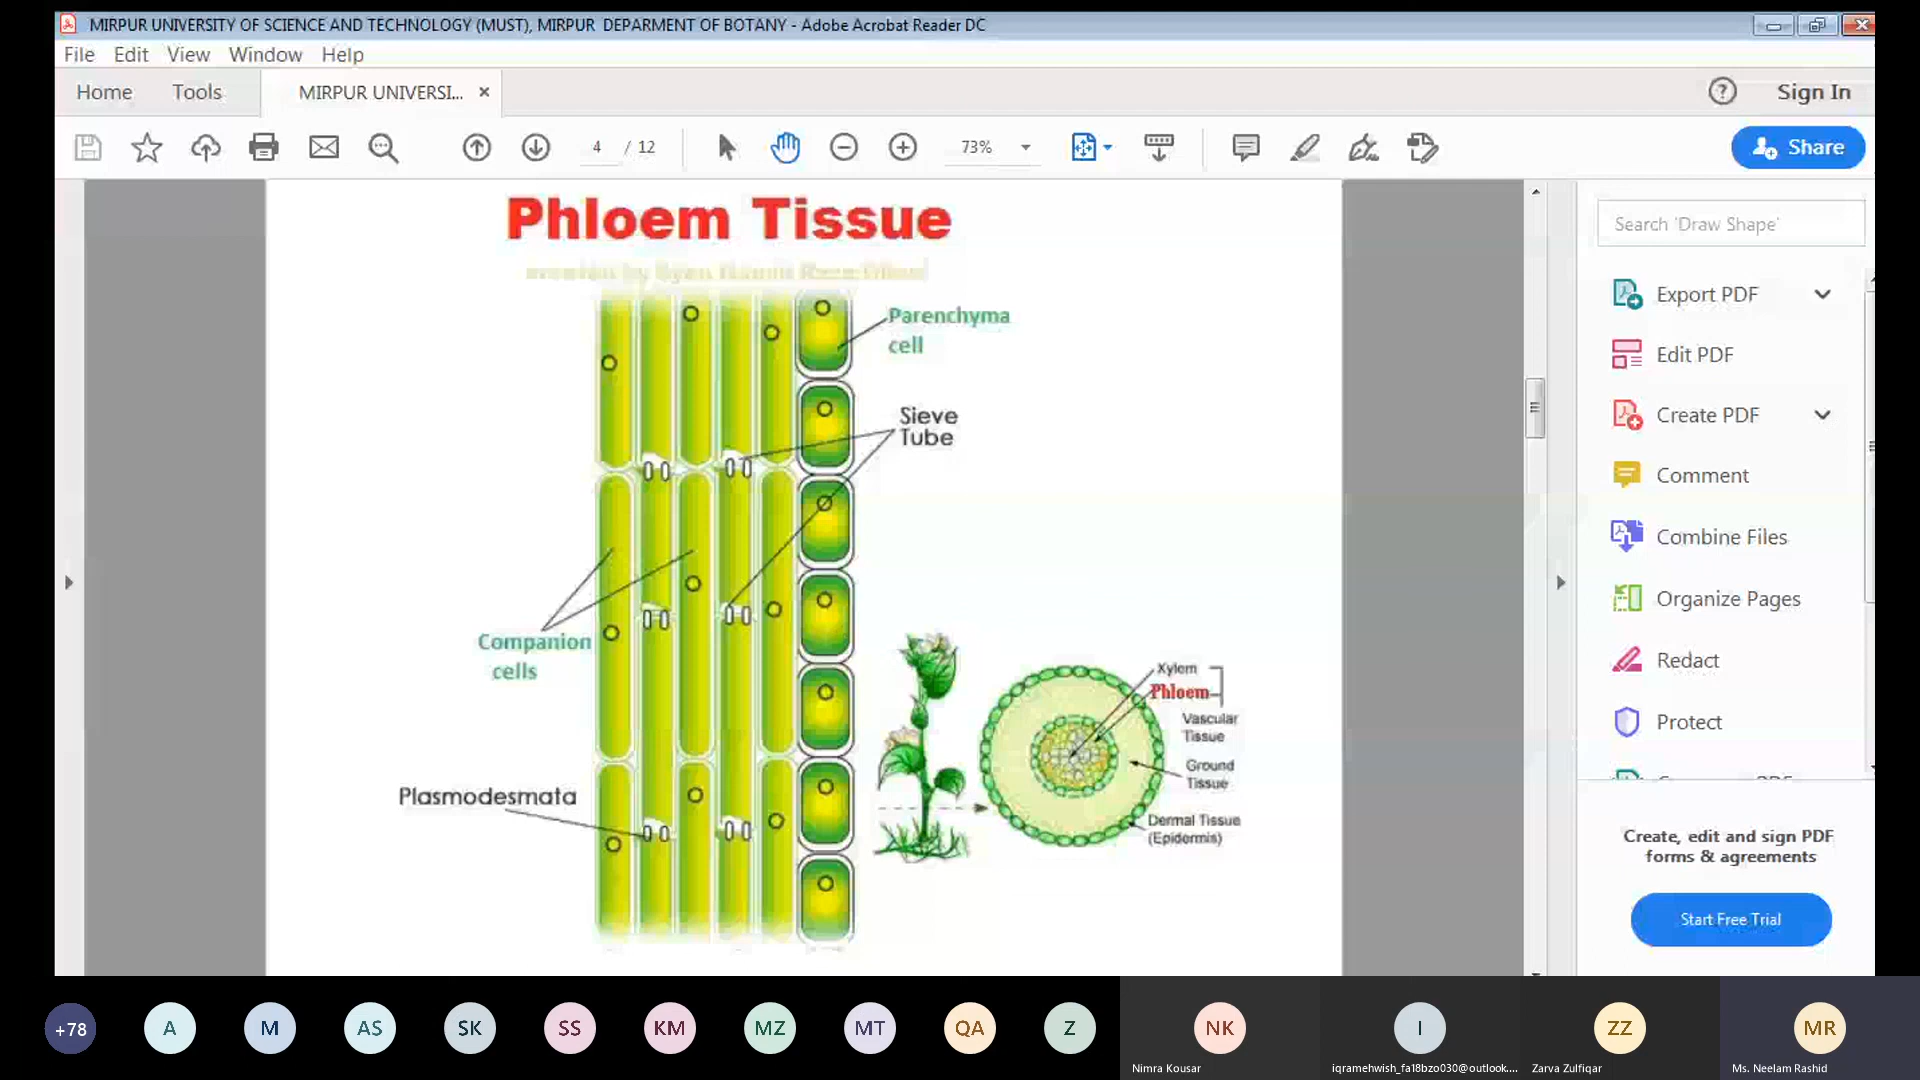 MIRPUR UNIVERSITY OF SCIENCE AND TECHNOLOGY (MUST), MIRPUR  DEPARMENT OF BOTANY - Adobe Acrobat Reader DC
File Edit View Window Help
Home Tools MIRPUR UNIVERSI... × ? Sign In
4 / 12 73% Share
Phloem Tissue
Search 'Draw Shape'
Export PDF
Parenchyma
cell
Edit PDF
Sieve
Tube
Create PDF
Comment
Combine Files
Organize Pages
Companion
cells
Redact
Xylem
Phloem
Vascular
Tissue
Protect
Ground
Tissue
Plasmodesmata
Dermal Tissue
(Epidermis)
Create, edit and sign PDF
forms & agreements
Start Free Trial
+78 A M AS SK SS KM MZ MT QA Z NK I ZZ MR
Nimra Kousar iqramehwish_fa18bzo030@outlook.... Zarva Zulfiqar Ms. Neelam Rashid